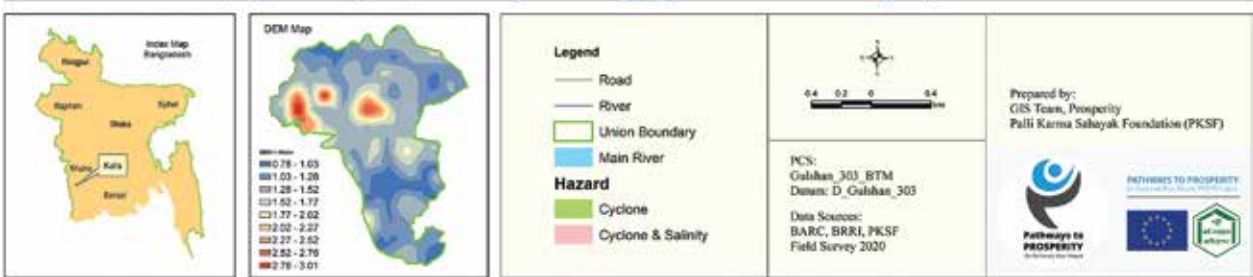 Index Map
Bangladesh
Rangpur
Rajshahi
Sylhet
Dhaka
Khulna
Barisal
DEM Map
0.78 - 1.03
1.03 - 1.28
1.28 - 1.52
1.52 - 1.77
1.77 - 2.02
2.02 - 2.27
2.27 - 2.52
2.52 - 2.76
2.76 - 3.01
Legend
Road
River
Union Boundary
Main River
Hazard
Cyclone
Cyclone & Salinity
0.4 0.2 0 0.4
PCS:
Gulshan_303_BTM
Datum: D_Gulshan_303
Data Sources:
BARC, BRRI, PKSF
Field Survey 2020
Prepared by:
GIS Team, Prosperity
Palli Karma Sahayak Foundation (PKSF)
Pathways to
PROSPERITY
PATHWAYS TO PROSPERITY